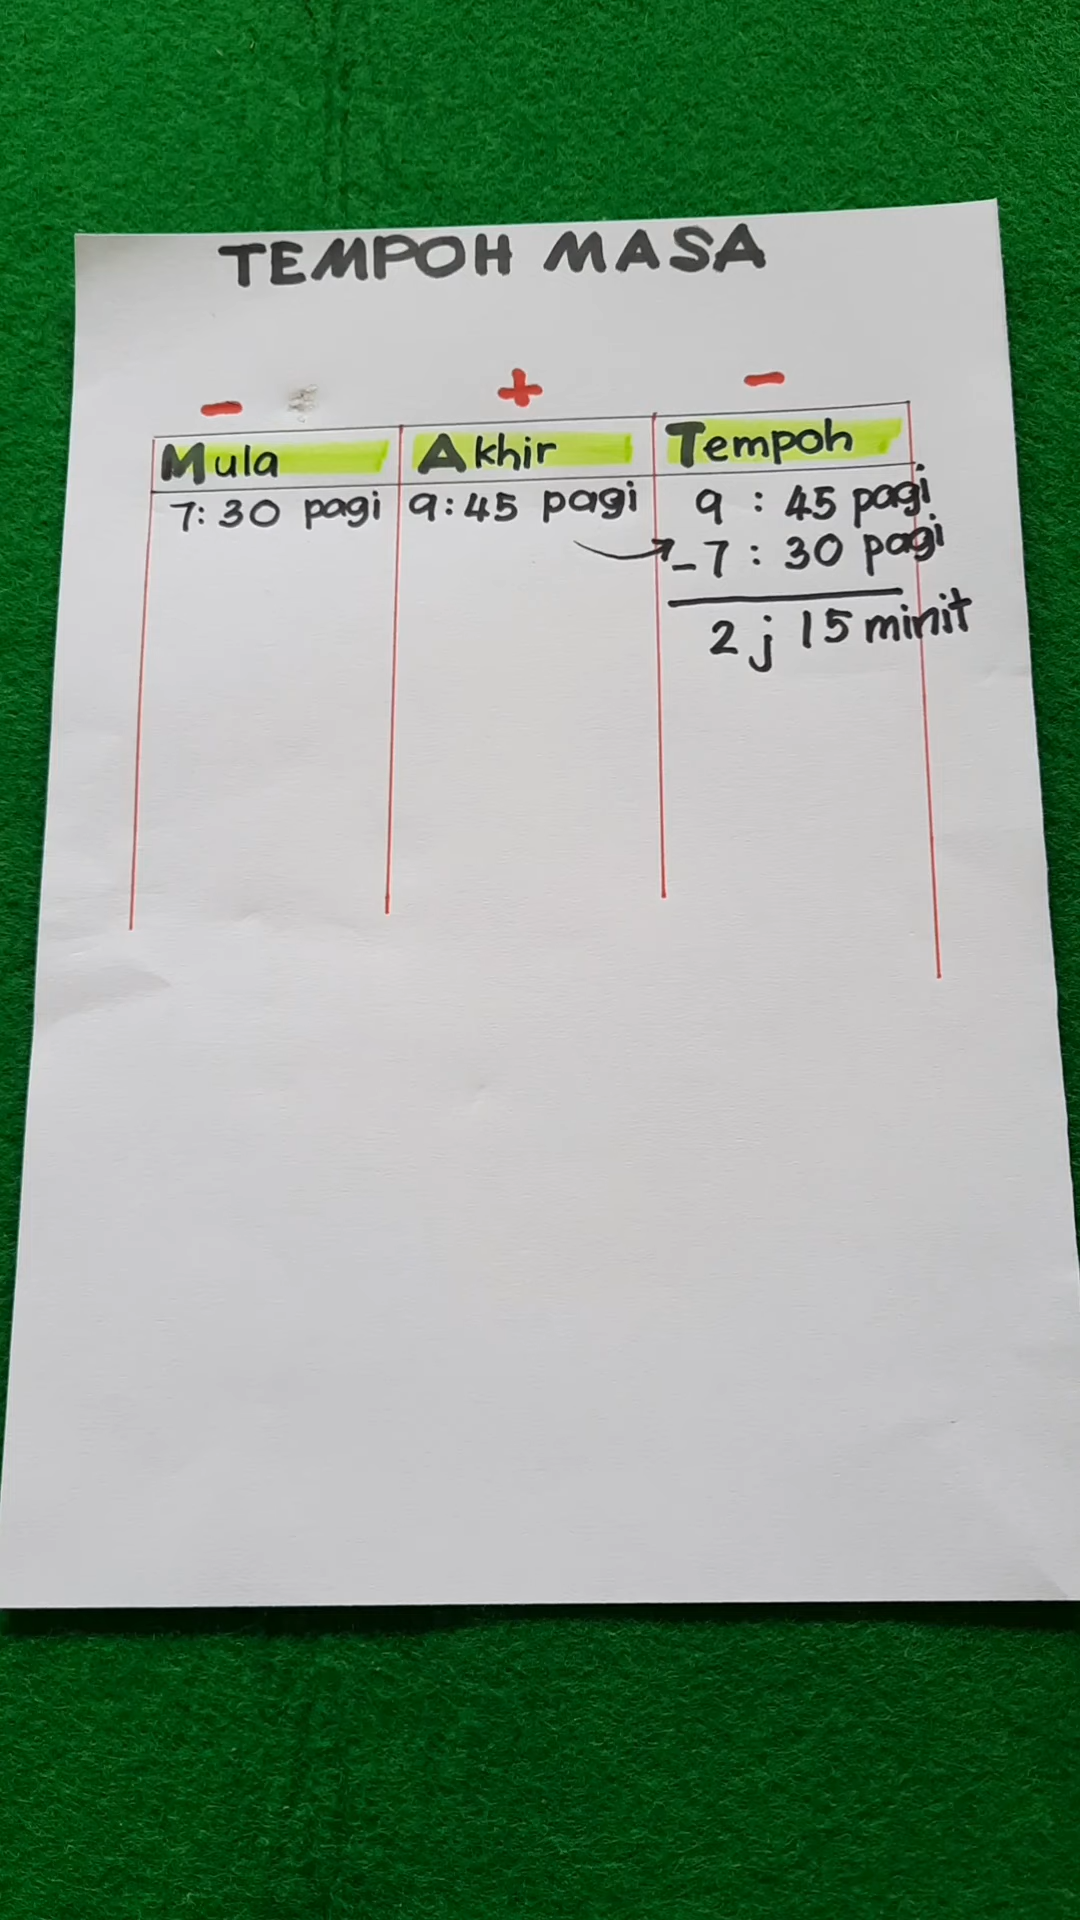 TEMPOH MASA
- + -
Mula Akhir Tempoh
7:30 pagi 9:45 pagi 9 : 45 pagi
- 7 : 30 pagi
2 j 15 minit